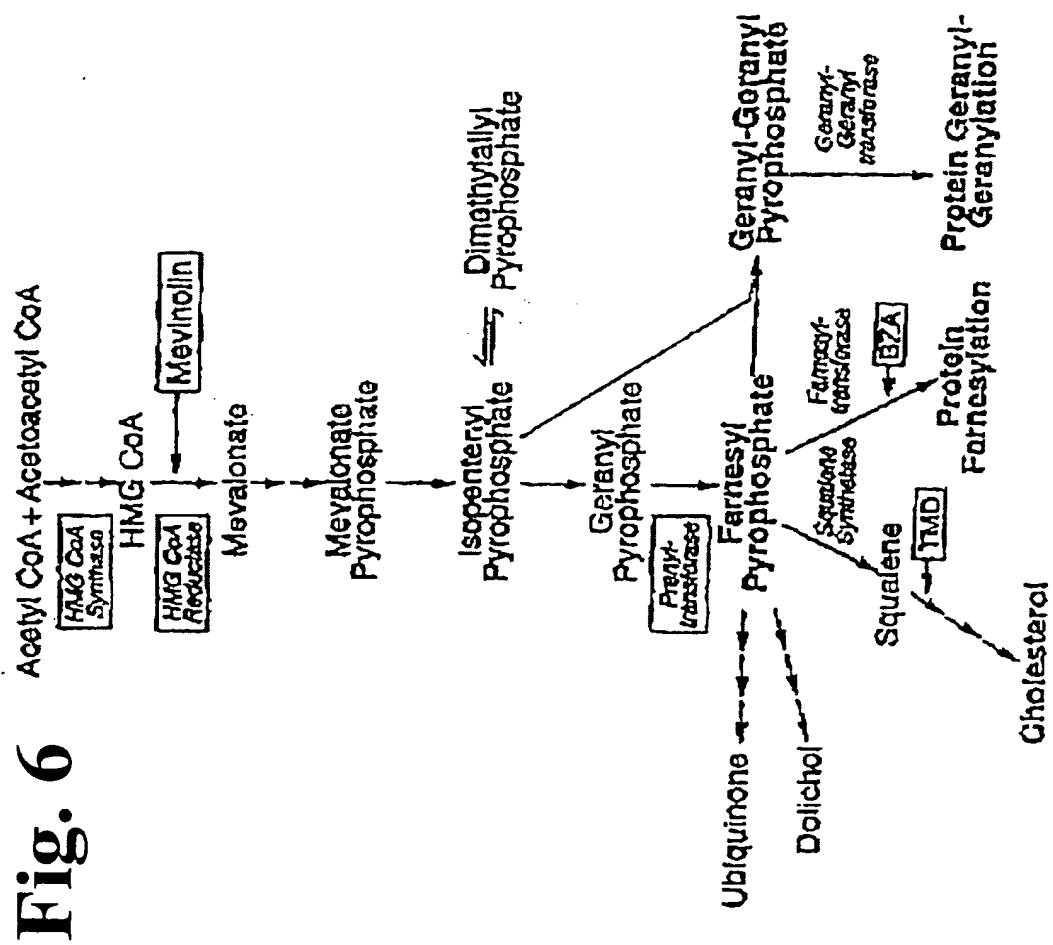 Fig. 6
Acetyl CoA + Acetoacetyl CoA
HMG CoA
Synthase
HMG CoA
HMG CoA
Reductase
Mevinolin
Mevalonate
Mevalonate
Pyrophosphate
Isopentenyl
Pyrophosphate
Dimethylallyl
Pyrophosphate
Geranyl
Pyrophosphate
Prenyl-
transferase
Farnesyl
Pyrophosphate
Geranyl-Geranyl
Pyrophosphate
Ubiquinone
Dolichol
Squalene
Synthetase
Farnesyl-
transferase
Geranyl-
Geranyl
transferase
Squalene
TMD
BZA
Protein
Farnesylation
Protein Geranyl-
Geranylation
Cholesterol